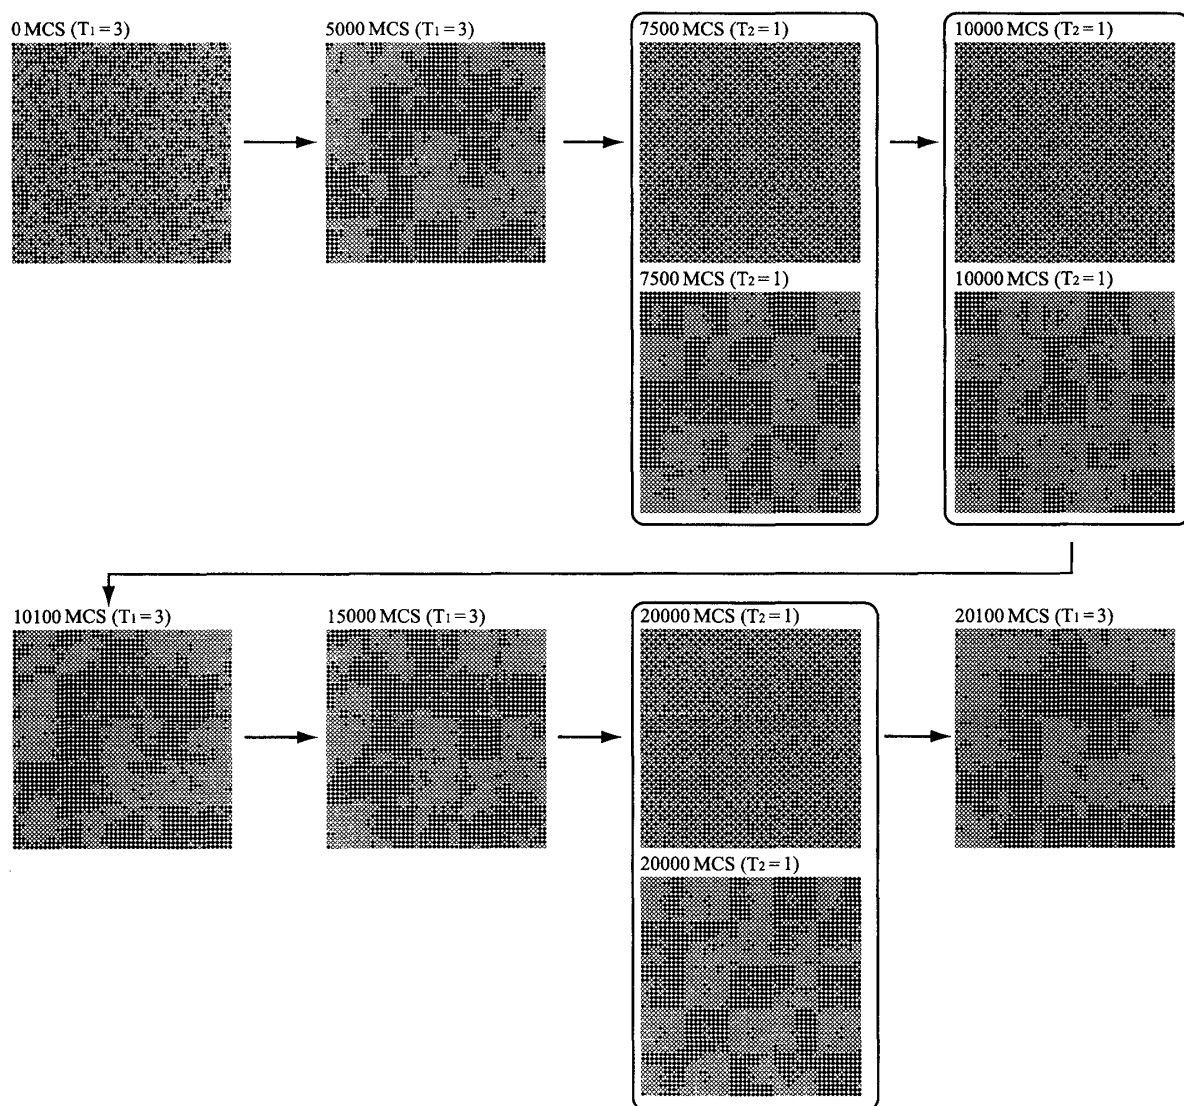 0 MCS (T1 = 3)
5000 MCS (T1 = 3)
7500 MCS (T2 = 1)
10000 MCS (T2 = 1)
7500 MCS (T2 = 1)
10000 MCS (T2 = 1)
10100 MCS (T1 = 3)
15000 MCS (T1 = 3)
20000 MCS (T2 = 1)
20100 MCS (T1 = 3)
20000 MCS (T2 = 1)